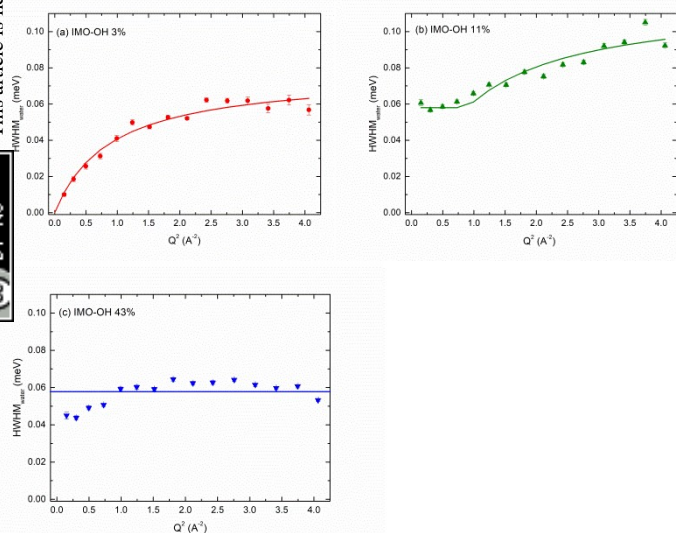 This article is lic
(a) IMO-OH 3%
HWHM_water (meV)
0.10
0.08
0.06
0.04
0.02
0.00
0.0 0.5 1.0 1.5 2.0 2.5 3.0 3.5 4.0
Q² (A⁻²)
(b) IMO-OH 11%
HWHM_water (meV)
0.10
0.08
0.06
0.04
0.02
0.00
0.0 0.5 1.0 1.5 2.0 2.5 3.0 3.5 4.0
Q² (A⁻²)
(cc) BY-NC
(c) IMO-OH 43%
HWHM_water (meV)
0.10
0.08
0.06
0.04
0.02
0.00
0.0 0.5 1.0 1.5 2.0 2.5 3.0 3.5 4.0
Q² (A⁻²)